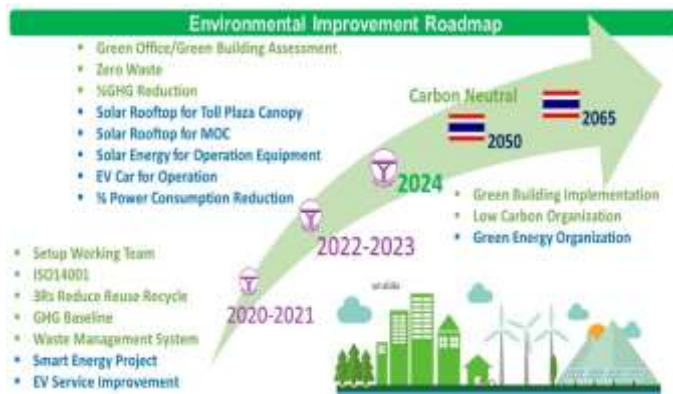 Environmental Improvement Roadmap
• Green Office/Green Building Assessment
• Zero Waste
• %GHG Reduction
• Solar Rooftop for Toll Plaza Canopy
• Solar Rooftop for MOC
• Solar Energy for Operation Equipment
• EV Car for Operation
• % Power Consumption Reduction
Carbon Neutral
2065
2050
2024
2022-2023
2020-2021
• Green Building Implementation
• Low Carbon Organization
• Green Energy Organization
• Setup Working Team
• ISO14001
• 3Rs Reduce Reuse Recycle
• GHG Baseline
• Waste Management System
• Smart Energy Project
• EV Service Improvement